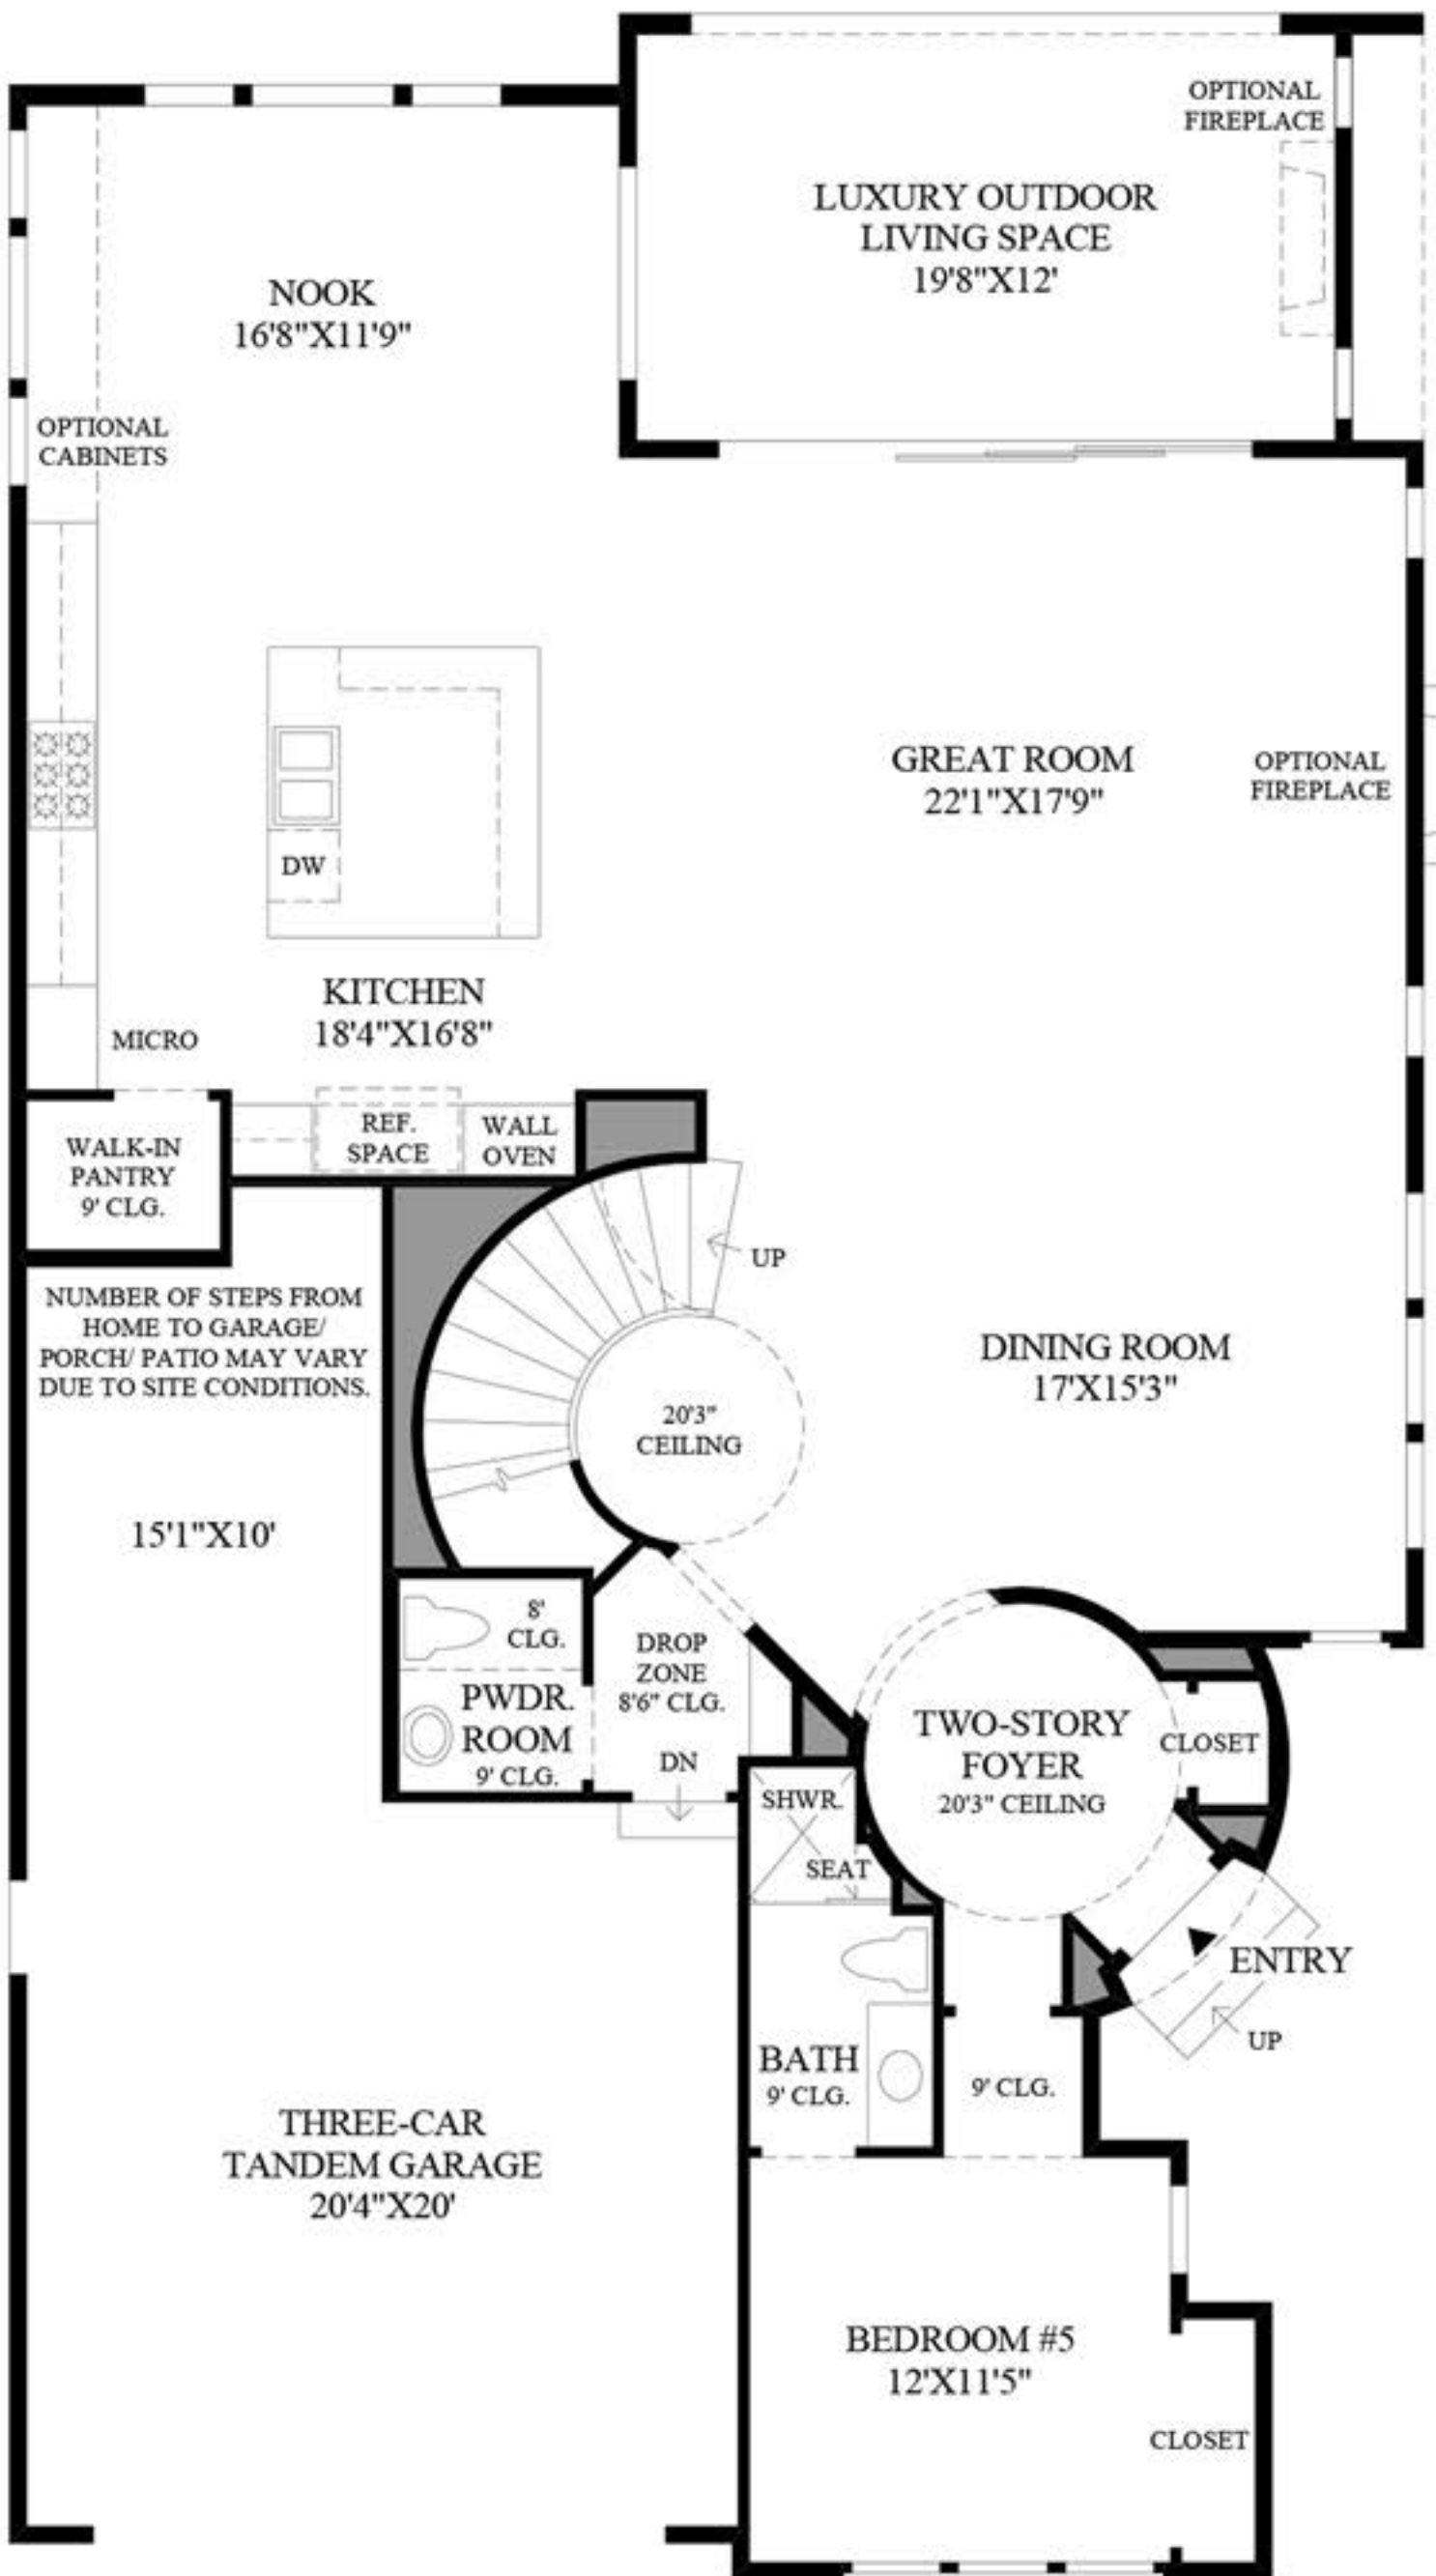 OPTIONAL
FIREPLACE
LUXURY OUTDOOR
LIVING SPACE
19'8"X12'
NOOK
16'8"X11'9"
OPTIONAL
CABINETS
GREAT ROOM
22'1"X17'9"
OPTIONAL
FIREPLACE
DW
KITCHEN
18'4"X16'8"
MICRO
REF.
SPACE
WALL
OVEN
WALK-IN
PANTRY
9' CLG.
UP
NUMBER OF STEPS FROM
HOME TO GARAGE/
PORCH/ PATIO MAY VARY
DUE TO SITE CONDITIONS.
DINING ROOM
17'X15'3"
20'3"
CEILING
15'1"X10'
8'
CLG.
DROP
ZONE
8'6" CLG.
PWDR.
ROOM
9' CLG.
DN
TWO-STORY
FOYER
20'3" CEILING
CLOSET
SHWR.
SEAT
ENTRY
UP
BATH
9' CLG.
9' CLG.
THREE-CAR
TANDEM GARAGE
20'4"X20'
BEDROOM #5
12'X11'5"
CLOSET